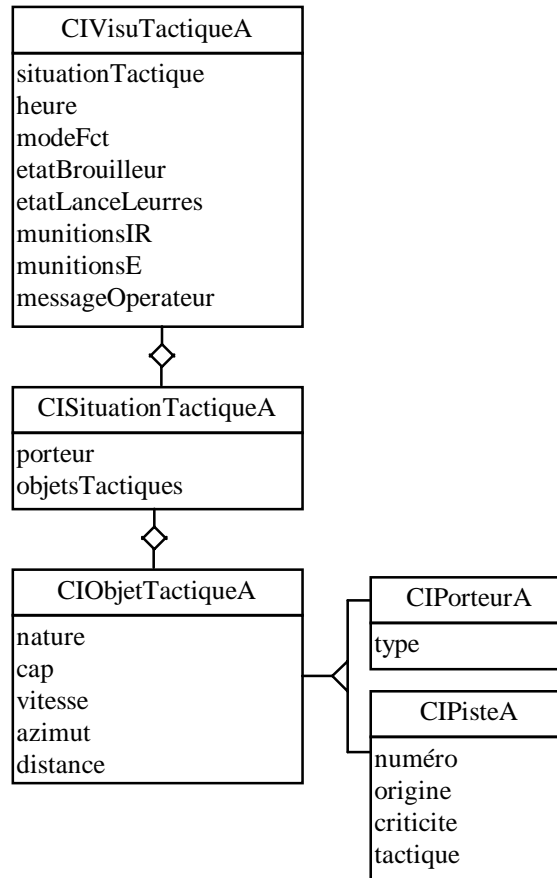 CIVisuTactiqueA
situationTactique
heure
modeFct
etatBrouilleur
etatLanceLeurres
munitionsIR
munitionsE
messageOperateur
CISituationTactiqueA
porteur
objetsTactiques
CIObjetTactiqueA
nature
cap
vitesse
azimut
distance
CIPorteurA
type
CIPisteA
numéro
origine
criticite
tactique